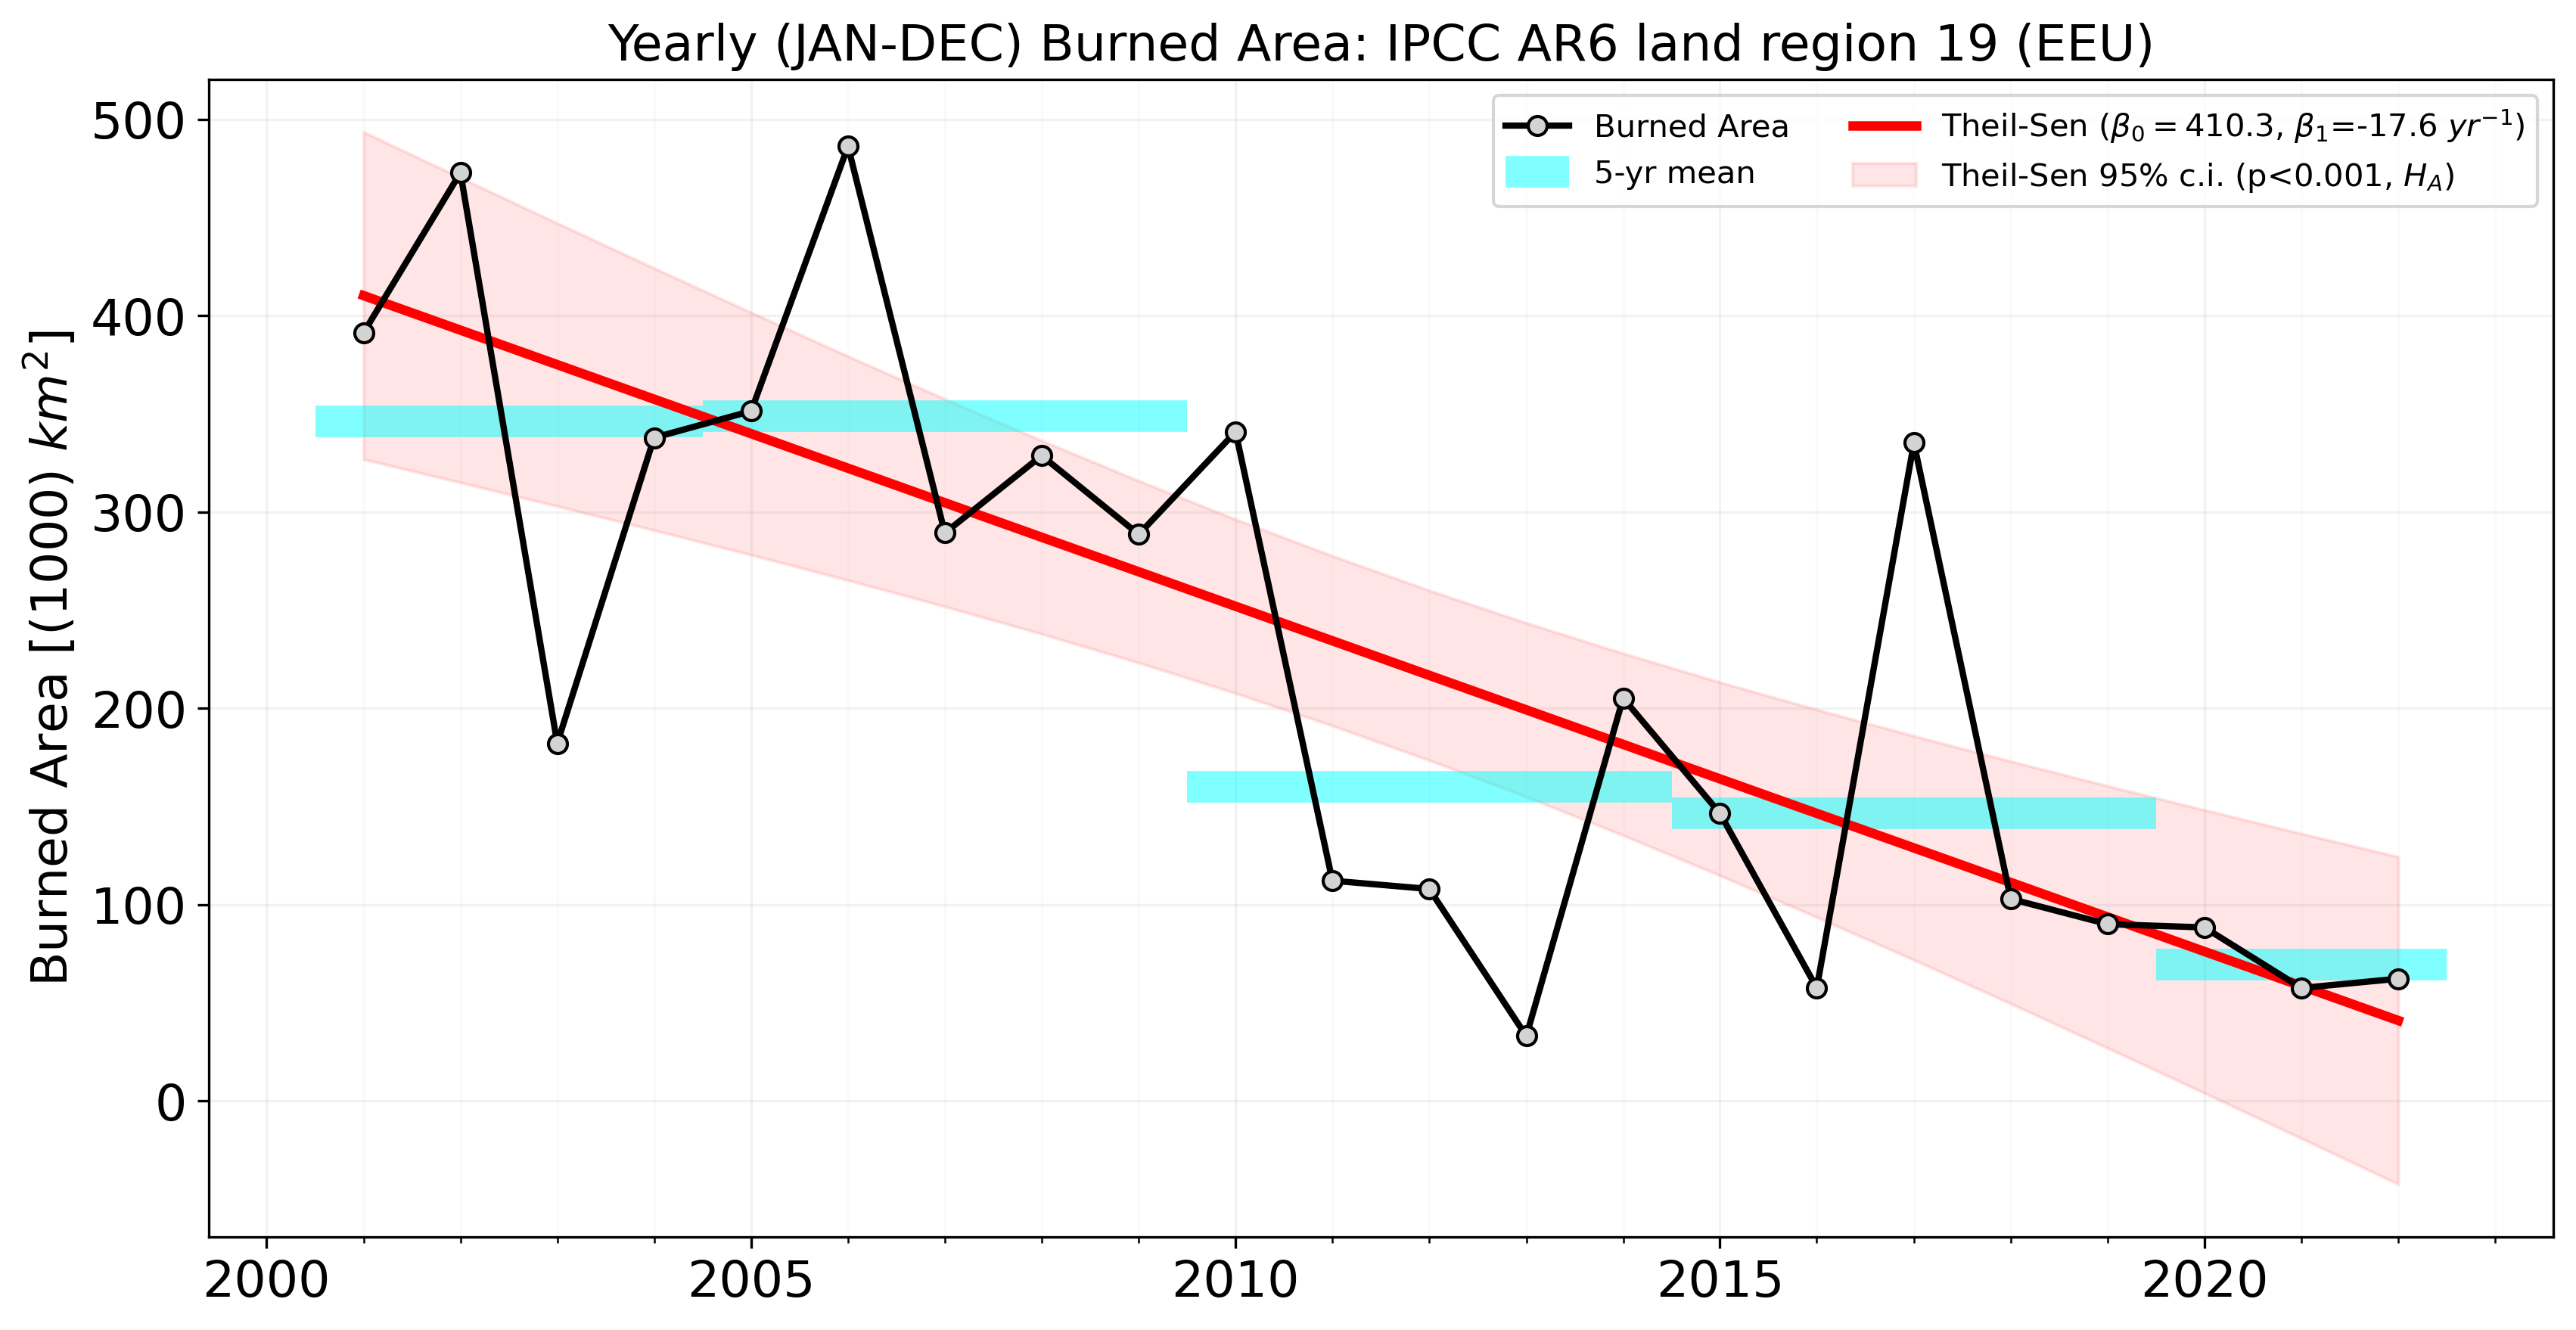 Yearly (JAN-DEC) Burned Area: IPCC AR6 land region 19 (EEU)
Burned Area
5-yr mean
Theil-Sen (β₀ = 410.3, β₁=-17.6 yr⁻¹)
Theil-Sen 95% c.i. (p<0.001, H_A)
Burned Area [(1000) km²]
500
400
300
200
100
0
2000 2005 2010 2015 2020